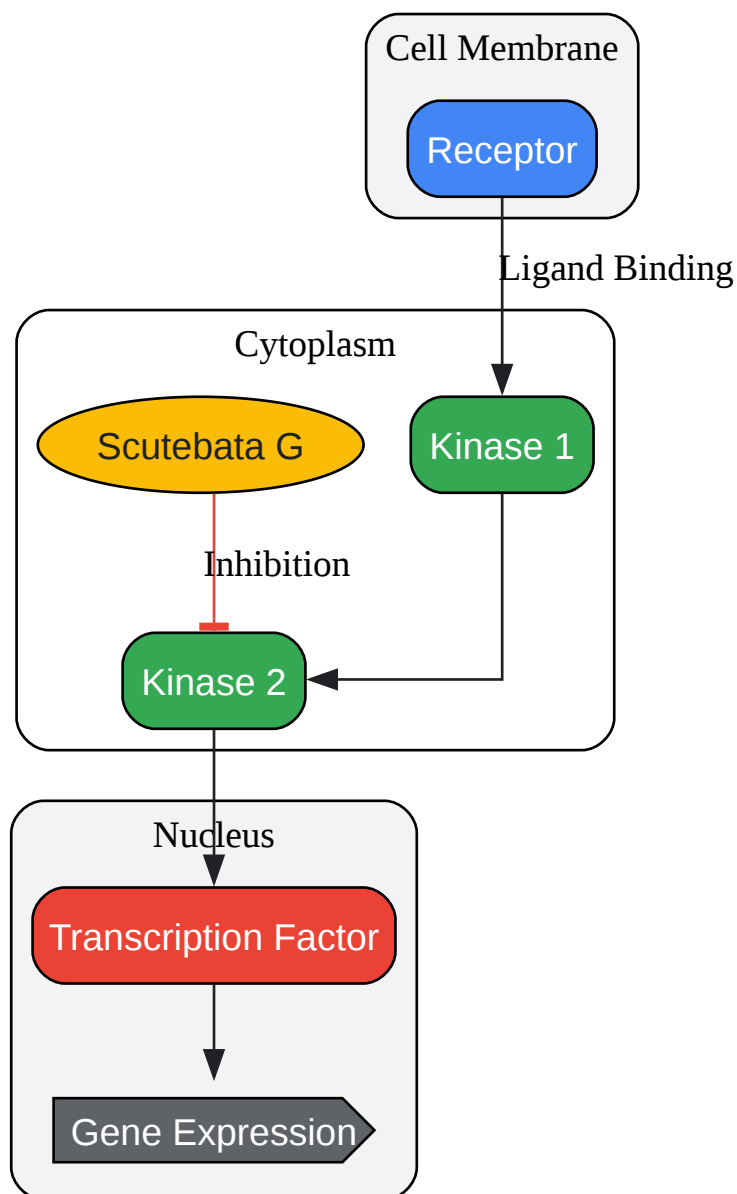 Cell Membrane
Receptor
Ligand Binding
Cytoplasm
Scutebata G
Kinase 1
Inhibition
Kinase 2
Nucleus
Transcription Factor
Gene Expression